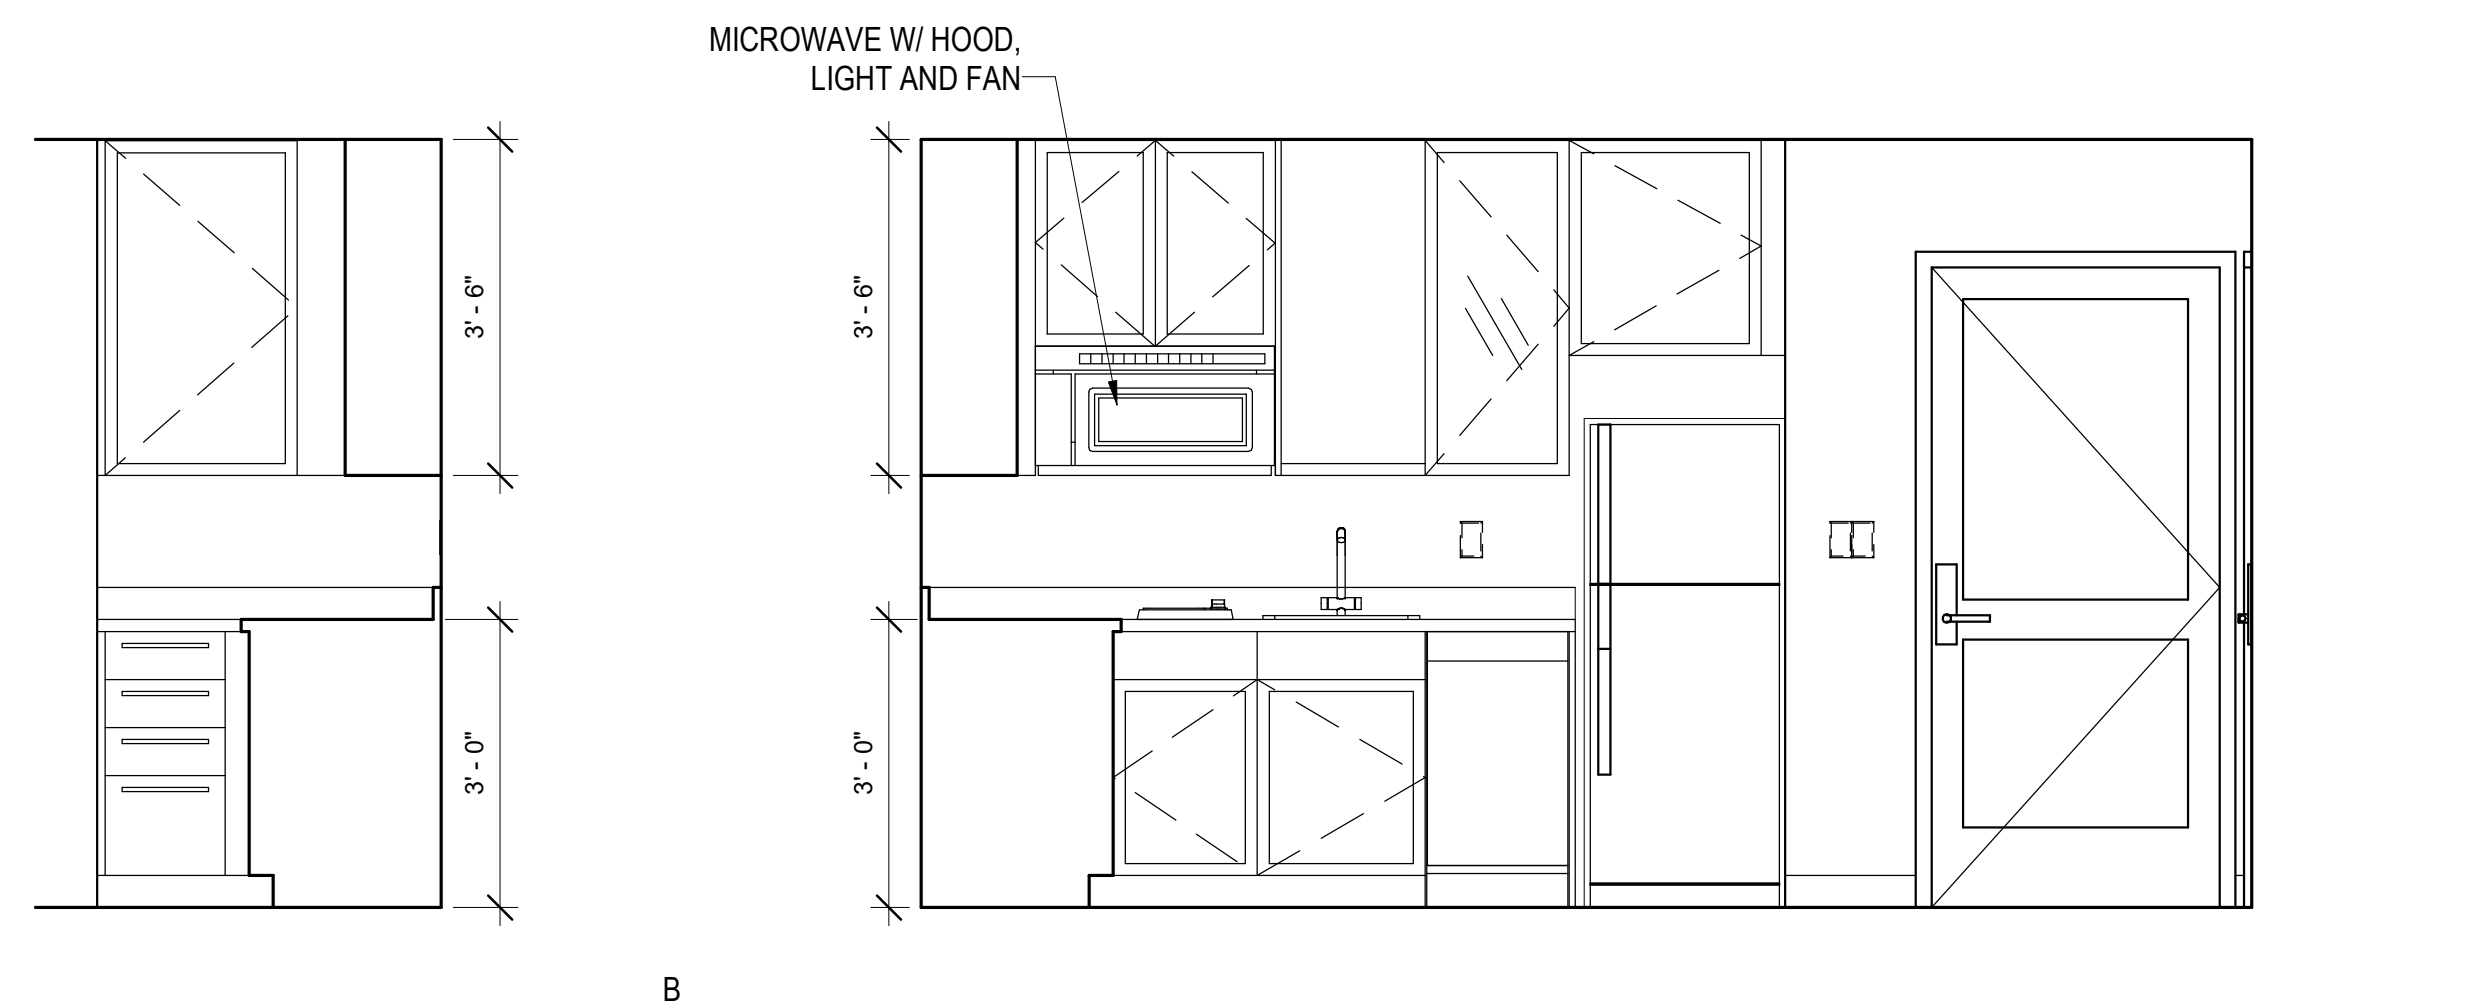 MICROWAVE W/ HOOD,
LIGHT AND FAN
3' - 6"
3' - 6"
3' - 0"
3' - 0"
B